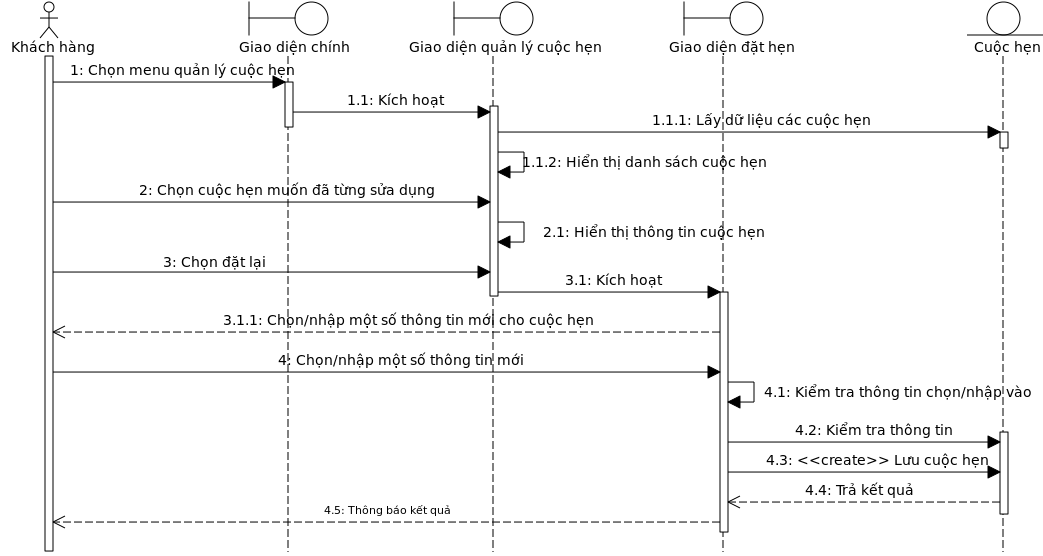 Khách hàng
Giao diện chính
Giao diện quản lý cuộc hẹn
Giao diện đặt hẹn
Cuộc hẹn
1: Chọn menu quản lý cuộc hẹn
1.1: Kích hoạt
1.1.1: Lấy dữ liệu các cuộc hẹn
1.1.2: Hiển thị danh sách cuộc hẹn
2: Chọn cuộc hẹn muốn đã từng sửa dụng
2.1: Hiển thị thông tin cuộc hẹn
3: Chọn đặt lại
3.1: Kích hoạt
3.1.1: Chọn/nhập một số thông tin mới cho cuộc hẹn
4: Chọn/nhập một số thông tin mới
4.1: Kiểm tra thông tin chọn/nhập vào
4.2: Kiểm tra thông tin
4.3: <<create>> Lưu cuộc hẹn
4.4: Trả kết quả
4.5: Thông báo kết quả